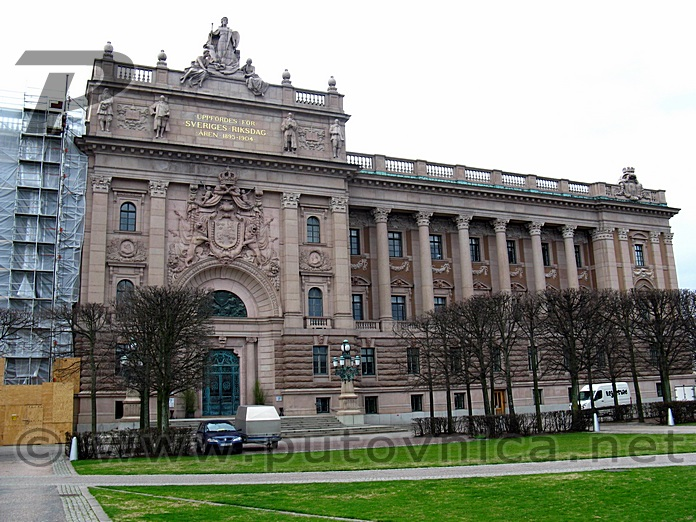 UPPFÖRDES FÖR
SVERIGES RIKSDAG
ÅREN · 1895-1904
© www.putovnica.net